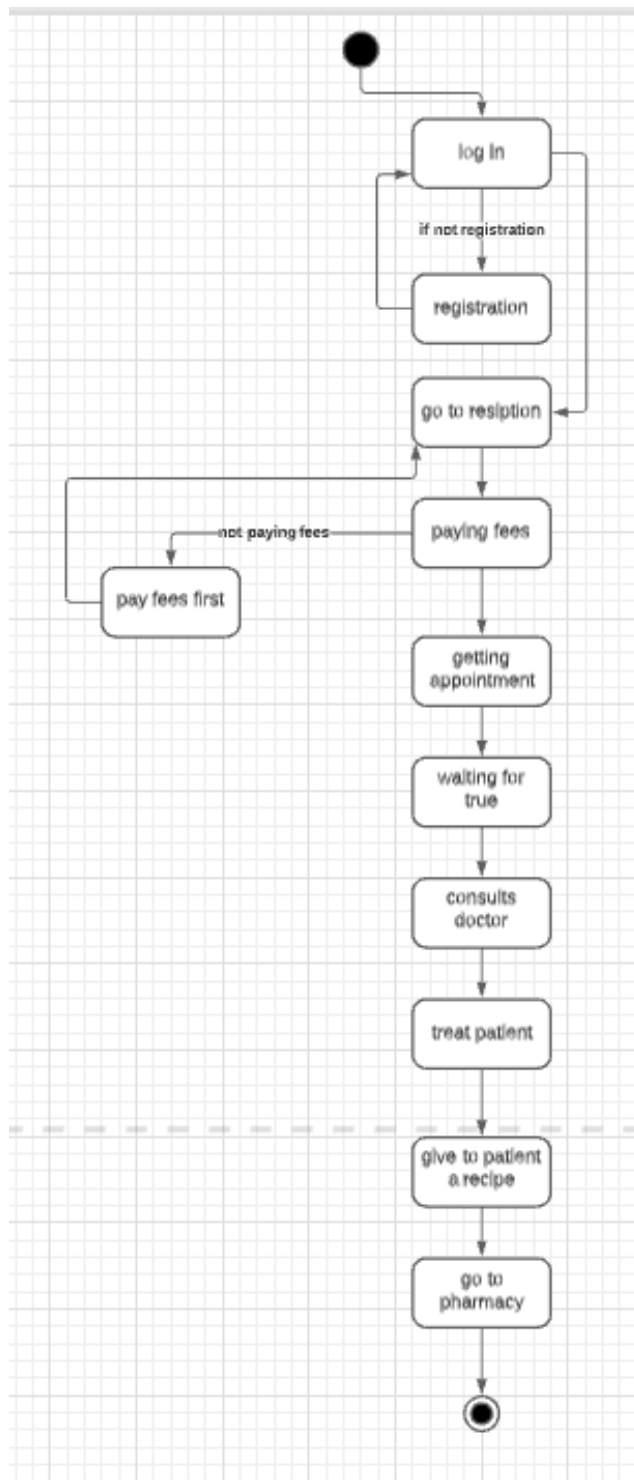 log in
if not registration
registration
go to resiption
paying fees
not paying fees
pay fees first
getting
appointment
waiting for
true
consults
doctor
treat patient
give to patient
a recipe
go to
pharmacy